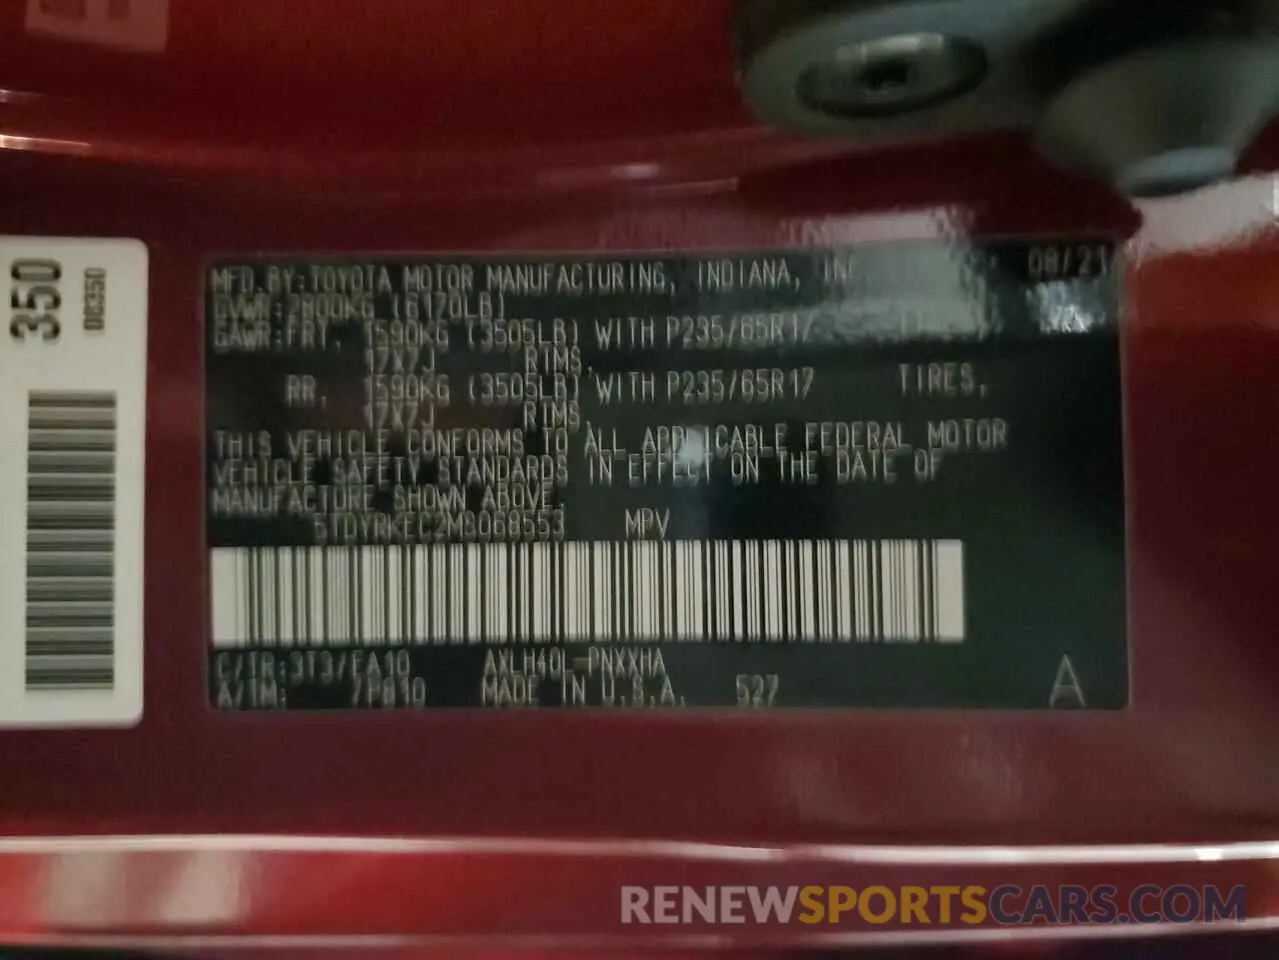 350
00350
MFD.BY:TOYOTA MOTOR MANUFACTURING, INDIANA, INC 08/21
GVWR:2800KG (6170LB)
GAWR:FRT. 1590KG (3505LB) WITH P235/65R17
17X7J RIMS,
RR. 1590KG (3505LB) WITH P235/65R17 TIRES,
17X7J RIMS,
THIS VEHICLE CONFORMS TO ALL APPLICABLE FEDERAL MOTOR
VEHICLE SAFETY STANDARDS IN EFFECT ON THE DATE OF
MANUFACTURE SHOWN ABOVE.
5TDYRKEC2MS068553 MPV
C/TR:3T3/FA10 AXLH40L-PNXXHA
A/TM: /P810 MADE IN U.S.A. 527 A
RENEWSPORTSCARS.COM